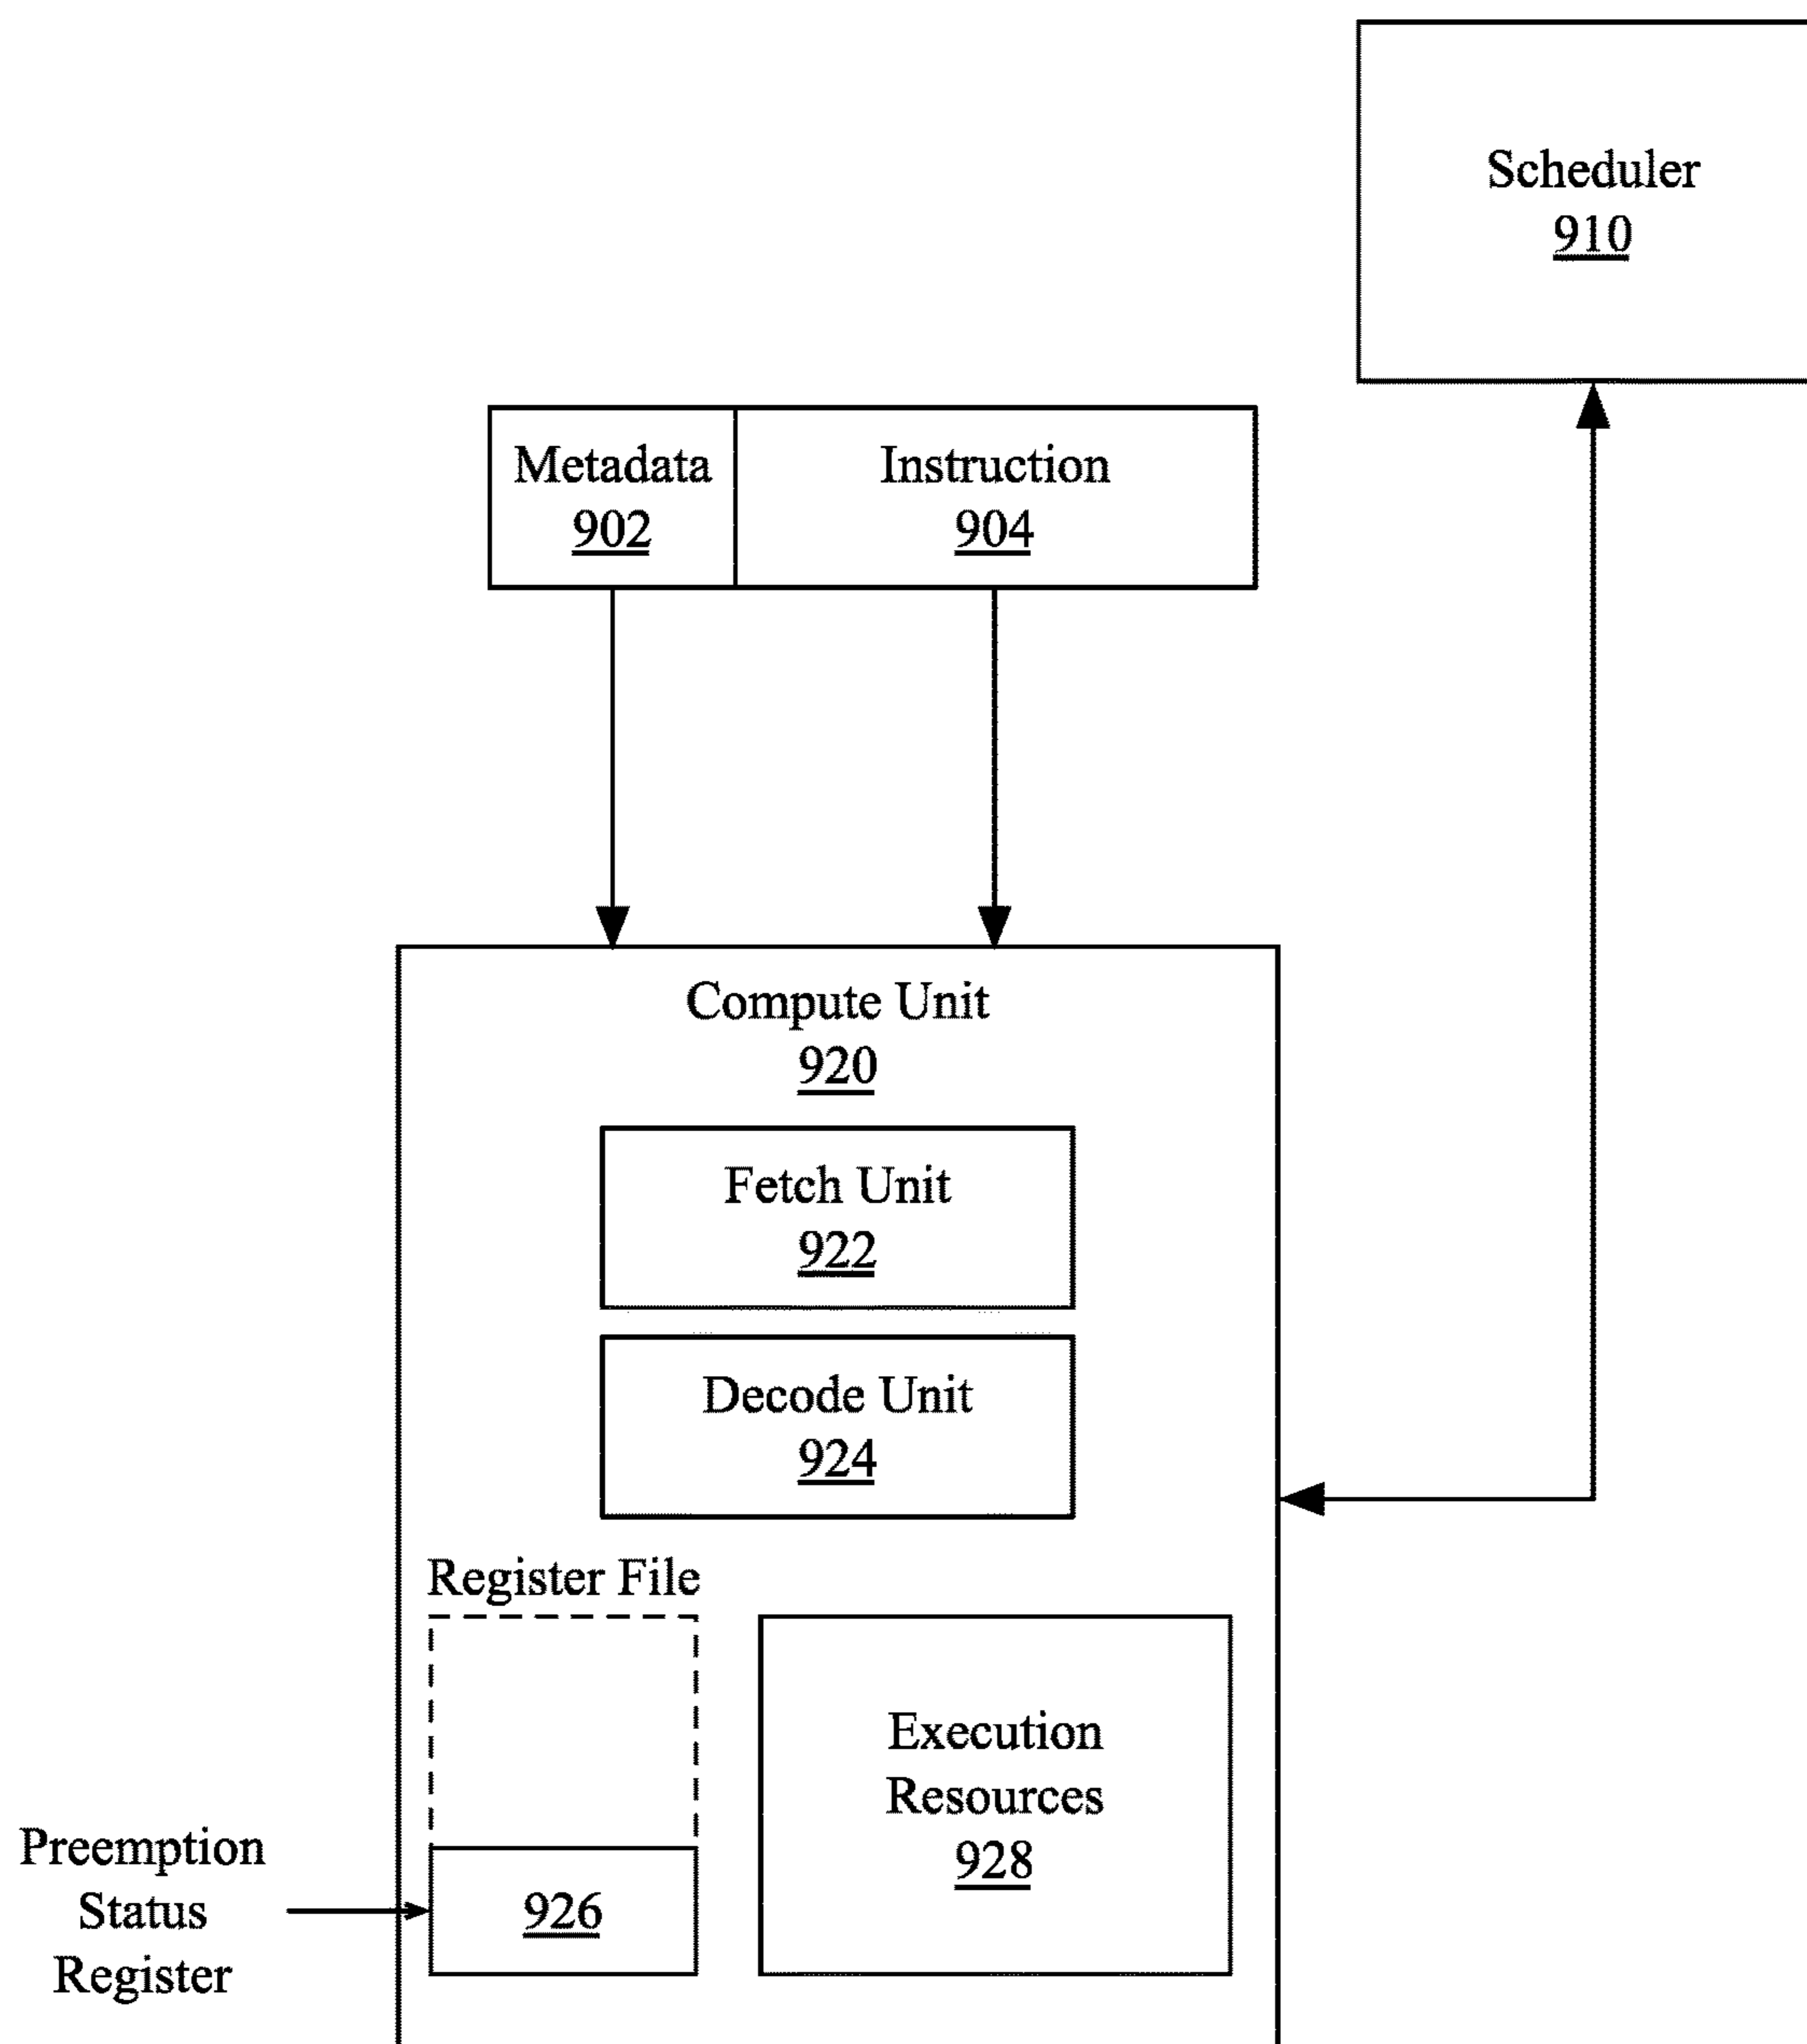 Scheduler
910
Metadata
902
Instruction
904
Compute Unit
920
Fetch Unit
922
Decode Unit
924
Register File
Execution
Resources
928
Preemption
Status
Register
926